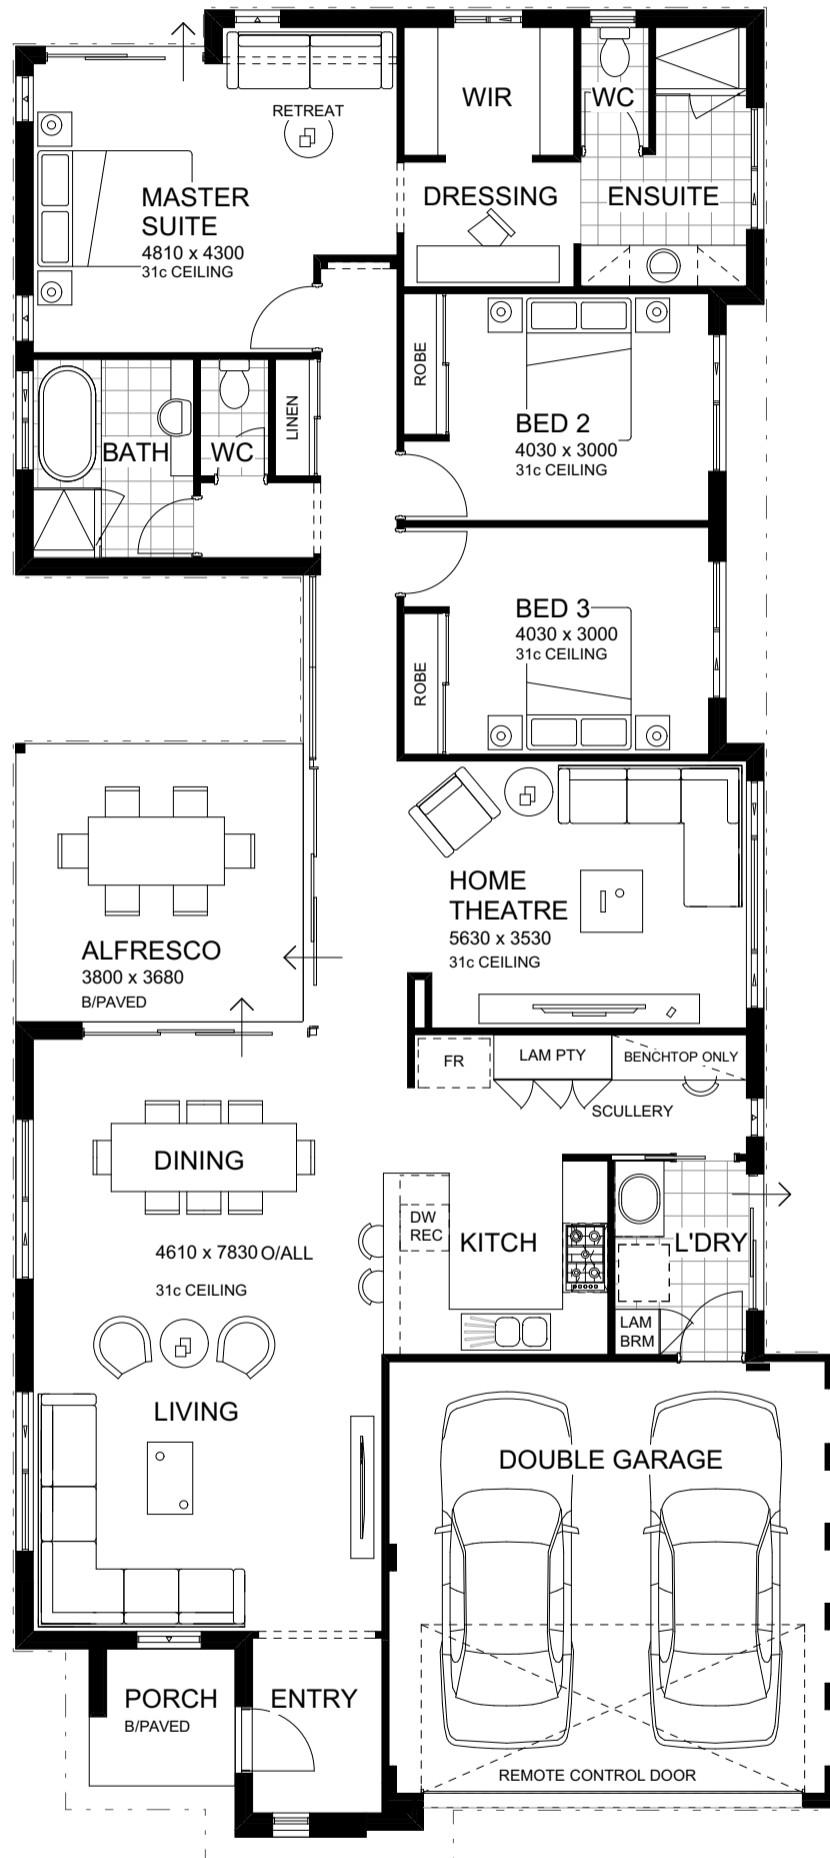 RETREAT
WIR
WC
MASTER
SUITE
4810 x 4300
31c CEILING
DRESSING
ENSUITE
ROBE
BED 2
4030 x 3000
31c CEILING
LINEN
BATH
WC
BED 3
4030 x 3000
31c CEILING
ROBE
HOME
THEATRE
5630 x 3530
31c CEILING
ALFRESCO
3800 x 3680
B/PAVED
FR
LAM PTY
BENCHTOP ONLY
SCULLERY
DINING
4610 x 7830 O/ALL
31c CEILING
DW
REC
KITCH
L'DRY
LAM
BRM
LIVING
DOUBLE GARAGE
PORCH
B/PAVED
ENTRY
REMOTE CONTROL DOOR